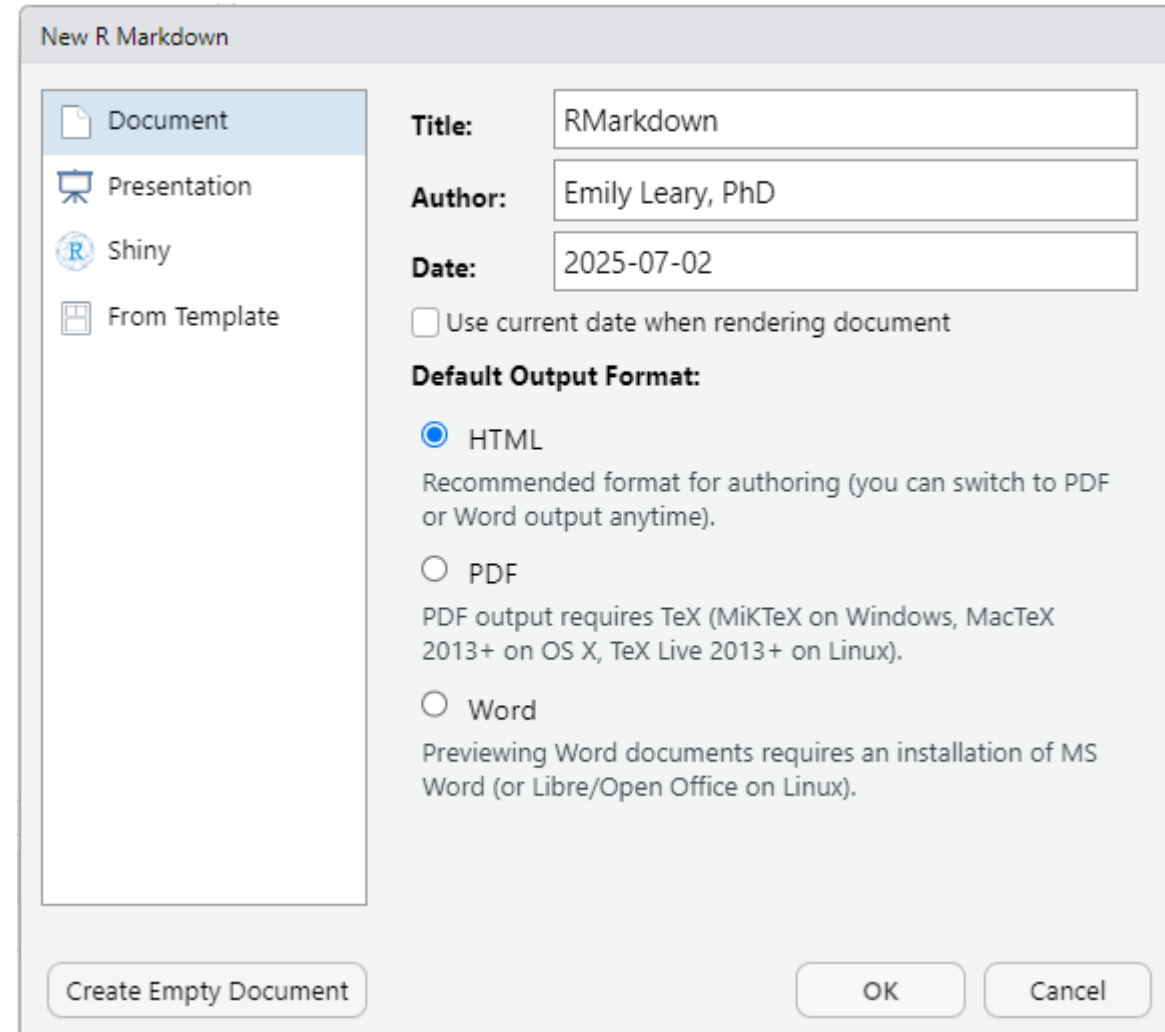 New R Markdown
Document
Presentation
Shiny
From Template
Title:
RMarkdown
Author:
Emily Leary, PhD
Date:
2025-07-02
Use current date when rendering document
Default Output Format:
HTML
Recommended format for authoring (you can switch to PDF
or Word output anytime).
PDF
PDF output requires TeX (MiKTeX on Windows, MacTeX
2013+ on OS X, TeX Live 2013+ on Linux).
Word
Previewing Word documents requires an installation of MS
Word (or Libre/Open Office on Linux).
Create Empty Document
OK
Cancel